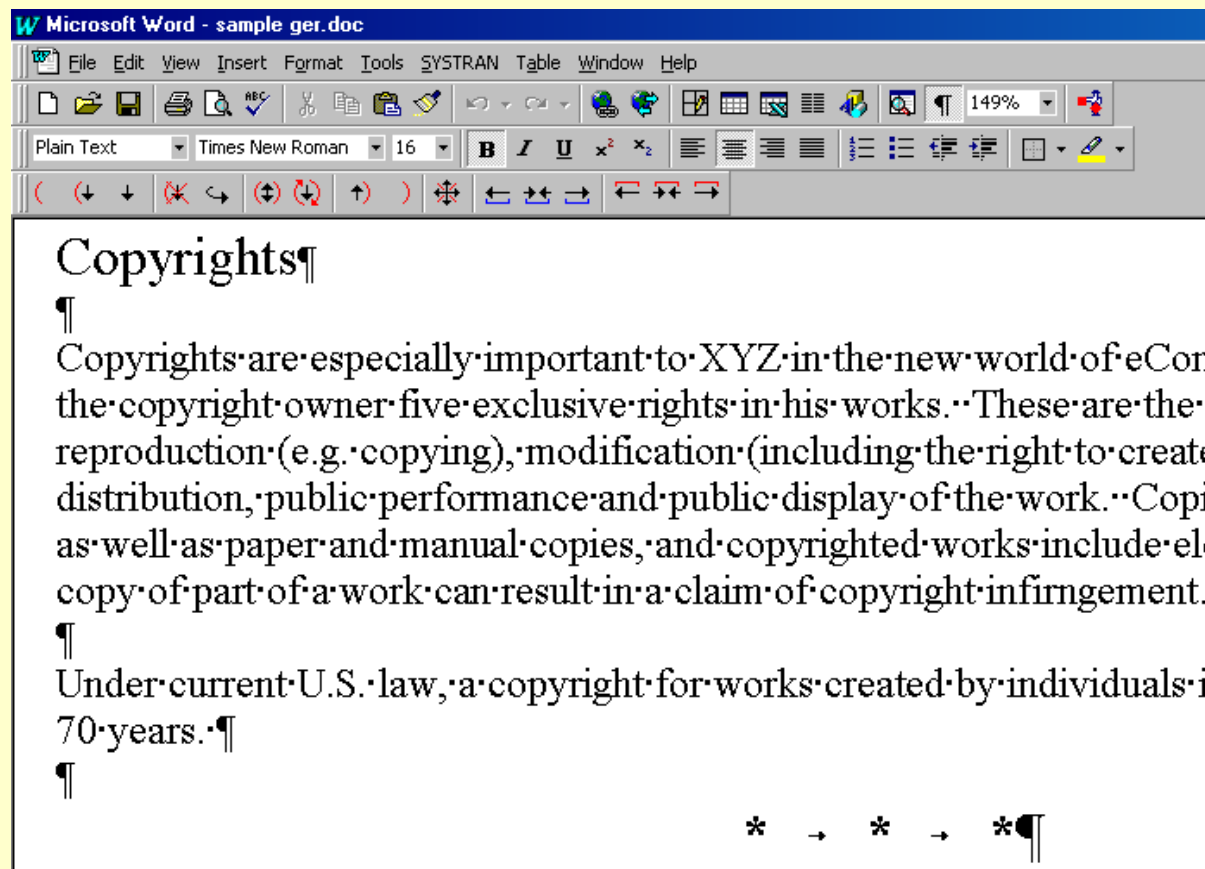 Microsoft Word - sample ger.doc
File Edit View Insert Format Tools SYSTRAN Table Window Help
ABC ¶ 149%
Plain Text Times New Roman 16 B I U x² x₂
Copyrights¶
¶
Copyrights·are·especially·important·to·XYZ·in·the·new·world·of·eCon
the·copyright·owner·five·exclusive·rights·in·his·works.··These·are·the·
reproduction·(e.g.·copying),·modification·(including·the·right·to·create
distribution,·public·performance·and·public·display·of·the·work.··Copi
as·well·as·paper·and·manual·copies,·and·copyrighted·works·include·ele
copy·of·part·of·a·work·can·result·in·a·claim·of·copyright·infirngement.
¶
Under·current·U.S.·law,·a·copyright·for·works·created·by·individuals·i
70·years.·¶
¶
* → * → *¶